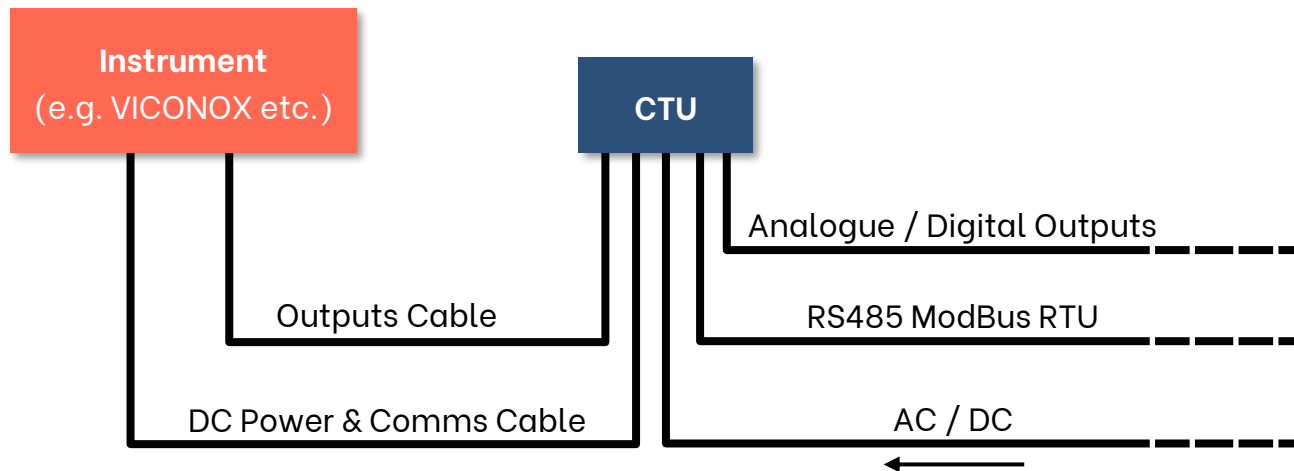 Instrument
(e.g. VICONOX etc.)
CTU
Analogue / Digital Outputs
Outputs Cable
RS485 ModBus RTU
DC Power & Comms Cable
AC / DC